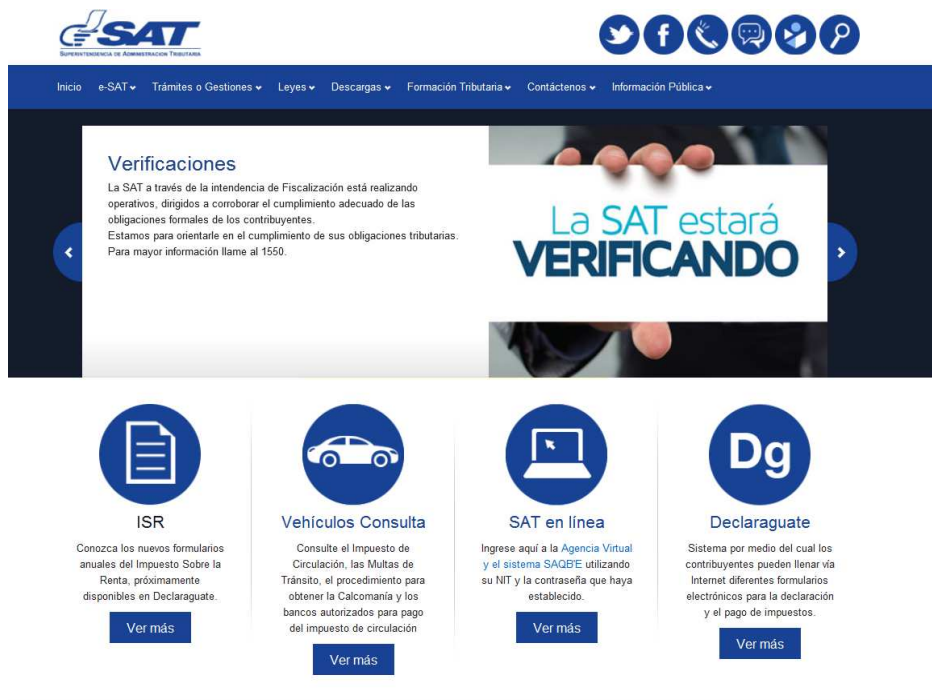 SAT
SUPERINTENDENCIA DE ADMINISTRACION TRIBUTARIA
Inicio e-SAT Trámites o Gestiones Leyes Descargas Formación Tributaria Contáctenos Información Pública
Verificaciones
La SAT a través de la intendencia de Fiscalización está realizando
operativos, dirigidos a corroborar el cumplimiento adecuado de las
obligaciones formales de los contribuyentes.
Estamos para orientarle en el cumplimiento de sus obligaciones tributarias.
Para mayor información llame al 1550.
La SAT estará
VERIFICANDO
ISR
Conozca los nuevos formularios
anuales del Impuesto Sobre la
Renta, próximamente
disponibles en Declaraguate.
Ver más
Vehículos Consulta
Consulte el Impuesto de
Circulación, las Multas de
Tránsito, el procedimiento para
obtener la Calcomanía y los
bancos autorizados para pago
del impuesto de circulación
Ver más
SAT en línea
Ingrese aquí a la Agencia Virtual
y el sistema SAQB'E utilizando
su NIT y la contraseña que haya
establecido.
Ver más
Dg
Declaraguate
Sistema por medio del cual los
contribuyentes pueden llenar vía
Internet diferentes formularios
electrónicos para la declaración
y el pago de impuestos.
Ver más